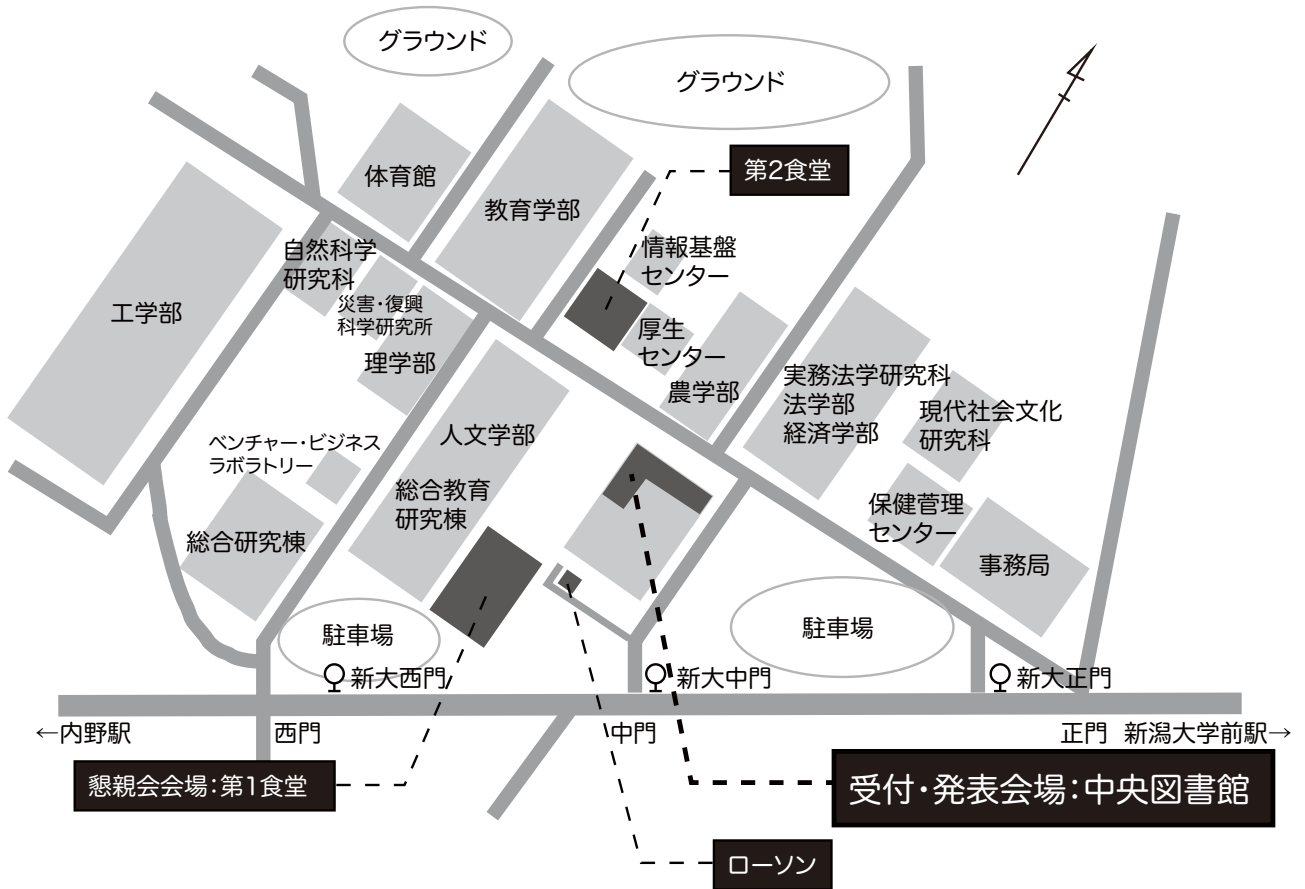 グラウンド
グラウンド
第2食堂
体育館
教育学部
情報基盤
センター
自然科学
研究科
災害・復興
科学研究所
工学部
理学部
厚生
センター
農学部
実務法学研究科
法学部
経済学部
現代社会文化
研究科
人文学部
ベンチャー・ビジネス
ラボラトリー
総合教育
研究棟
保健管理
センター
総合研究棟
事務局
駐車場
駐車場
新大西門
新大中門
新大正門
←内野駅
西門
中門
正門 新潟大学前駅→
懇親会会場：第1食堂
受付・発表会場：中央図書館
ローソン